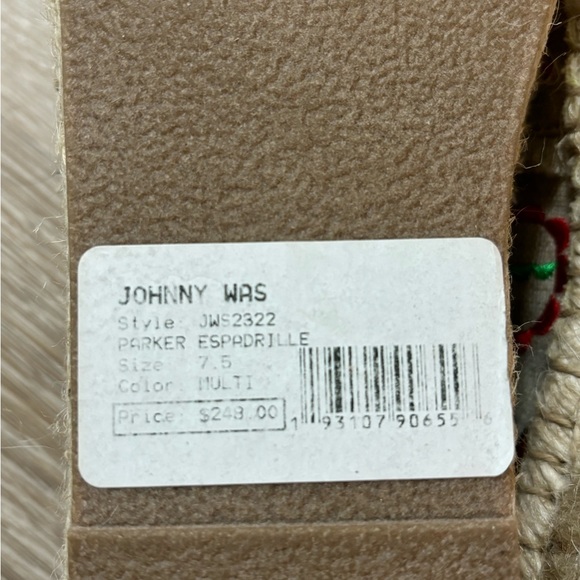 JOHNNY WAS
Style: JWS2322
PARKER ESPADRILLE
Size: 7.5
Color: MULTI
Price: $248.00
1 93107 90655 6